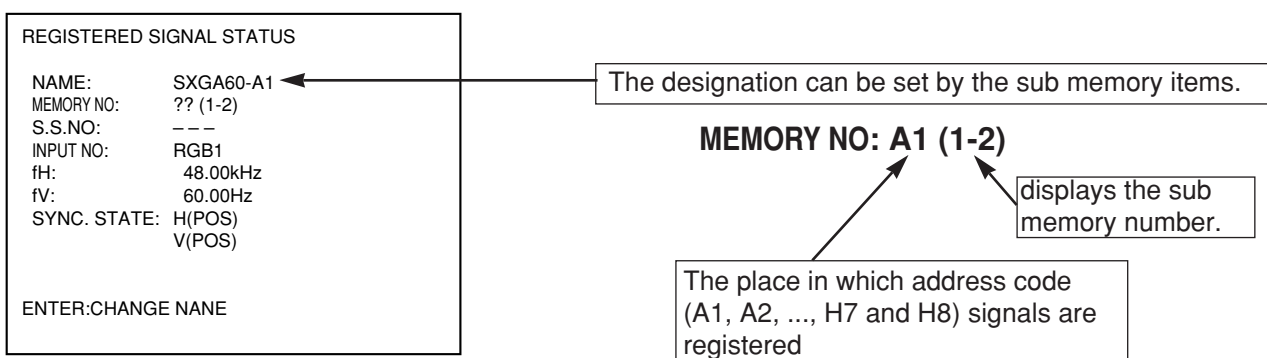 REGISTERED SIGNAL STATUS
NAME: SXGA60-A1
MEMORY NO: ?? (1-2)
S.S.NO: – – –
INPUT NO: RGB1
fH: 48.00kHz
fV: 60.00Hz
SYNC. STATE: H(POS)
V(POS)
ENTER:CHANGE NANE
The designation can be set by the sub memory items.
MEMORY NO: A1 (1-2)
displays the sub
memory number.
The place in which address code
(A1, A2, ..., H7 and H8) signals are
registered